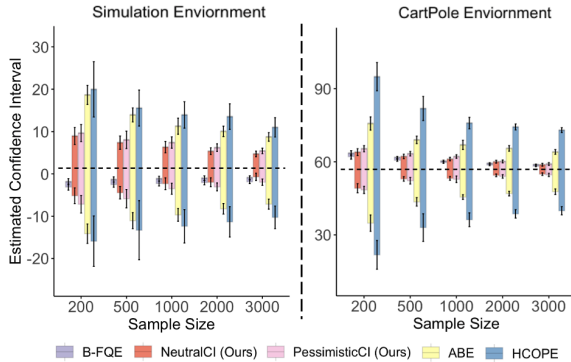 Simulation Enviornment
CartPole Enviornment
Estimated Confidence Interval
30
20
10
0
-10
-20
90
60
30
200 500 1000 2000 3000
200 500 1000 2000 3000
Sample Size
Sample Size
B-FQE NeutralCI (Ours) PessimisticCI (Ours) ABE HCOPE